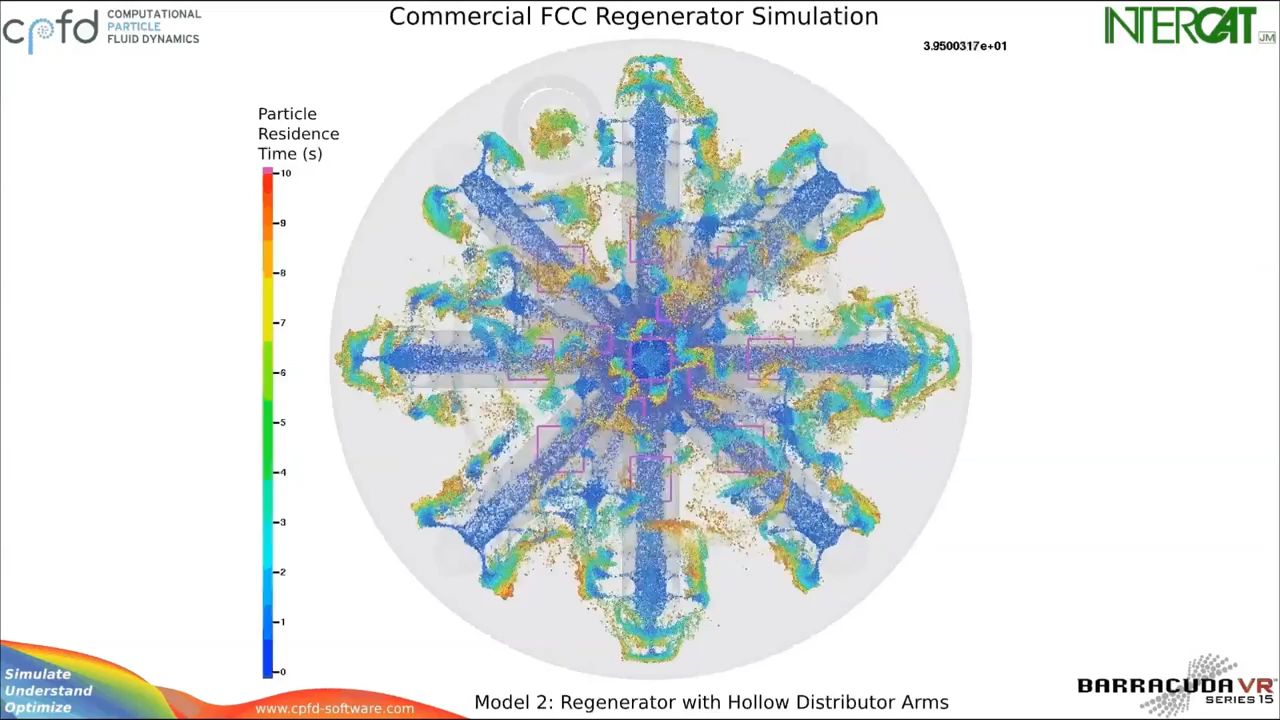 cpfd COMPUTATIONAL
PARTICLE
FLUID DYNAMICS
Commercial FCC Regenerator Simulation
INTERCAT
JM
3.9500317e+01
Particle
Residence
Time (s)
10
9
8
7
6
5
4
3
2
1
0
Simulate
Understand
Optimize
www.cpfd-software.com
Model 2: Regenerator with Hollow Distributor Arms
BARRACUDA VR™
SERIES 15